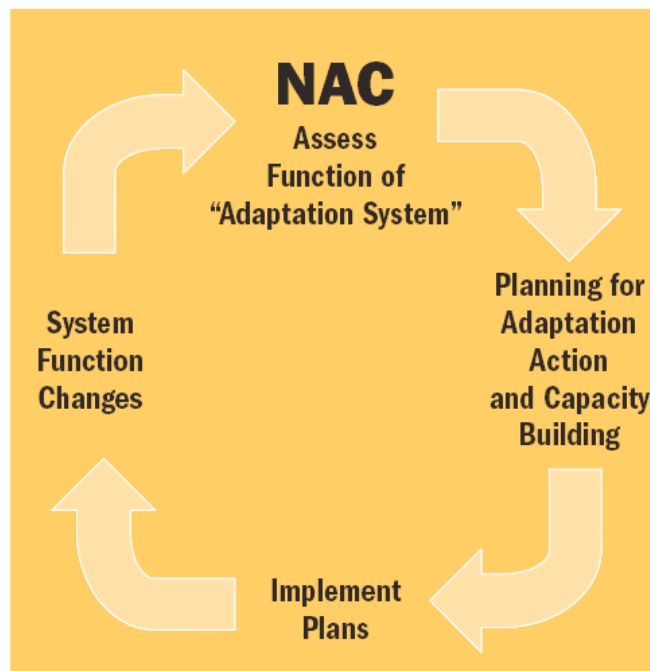 NAC
Assess
Function of
“Adaptation System”
Planning for
Adaptation
Action
and Capacity
Building
Implement
Plans
System
Function
Changes